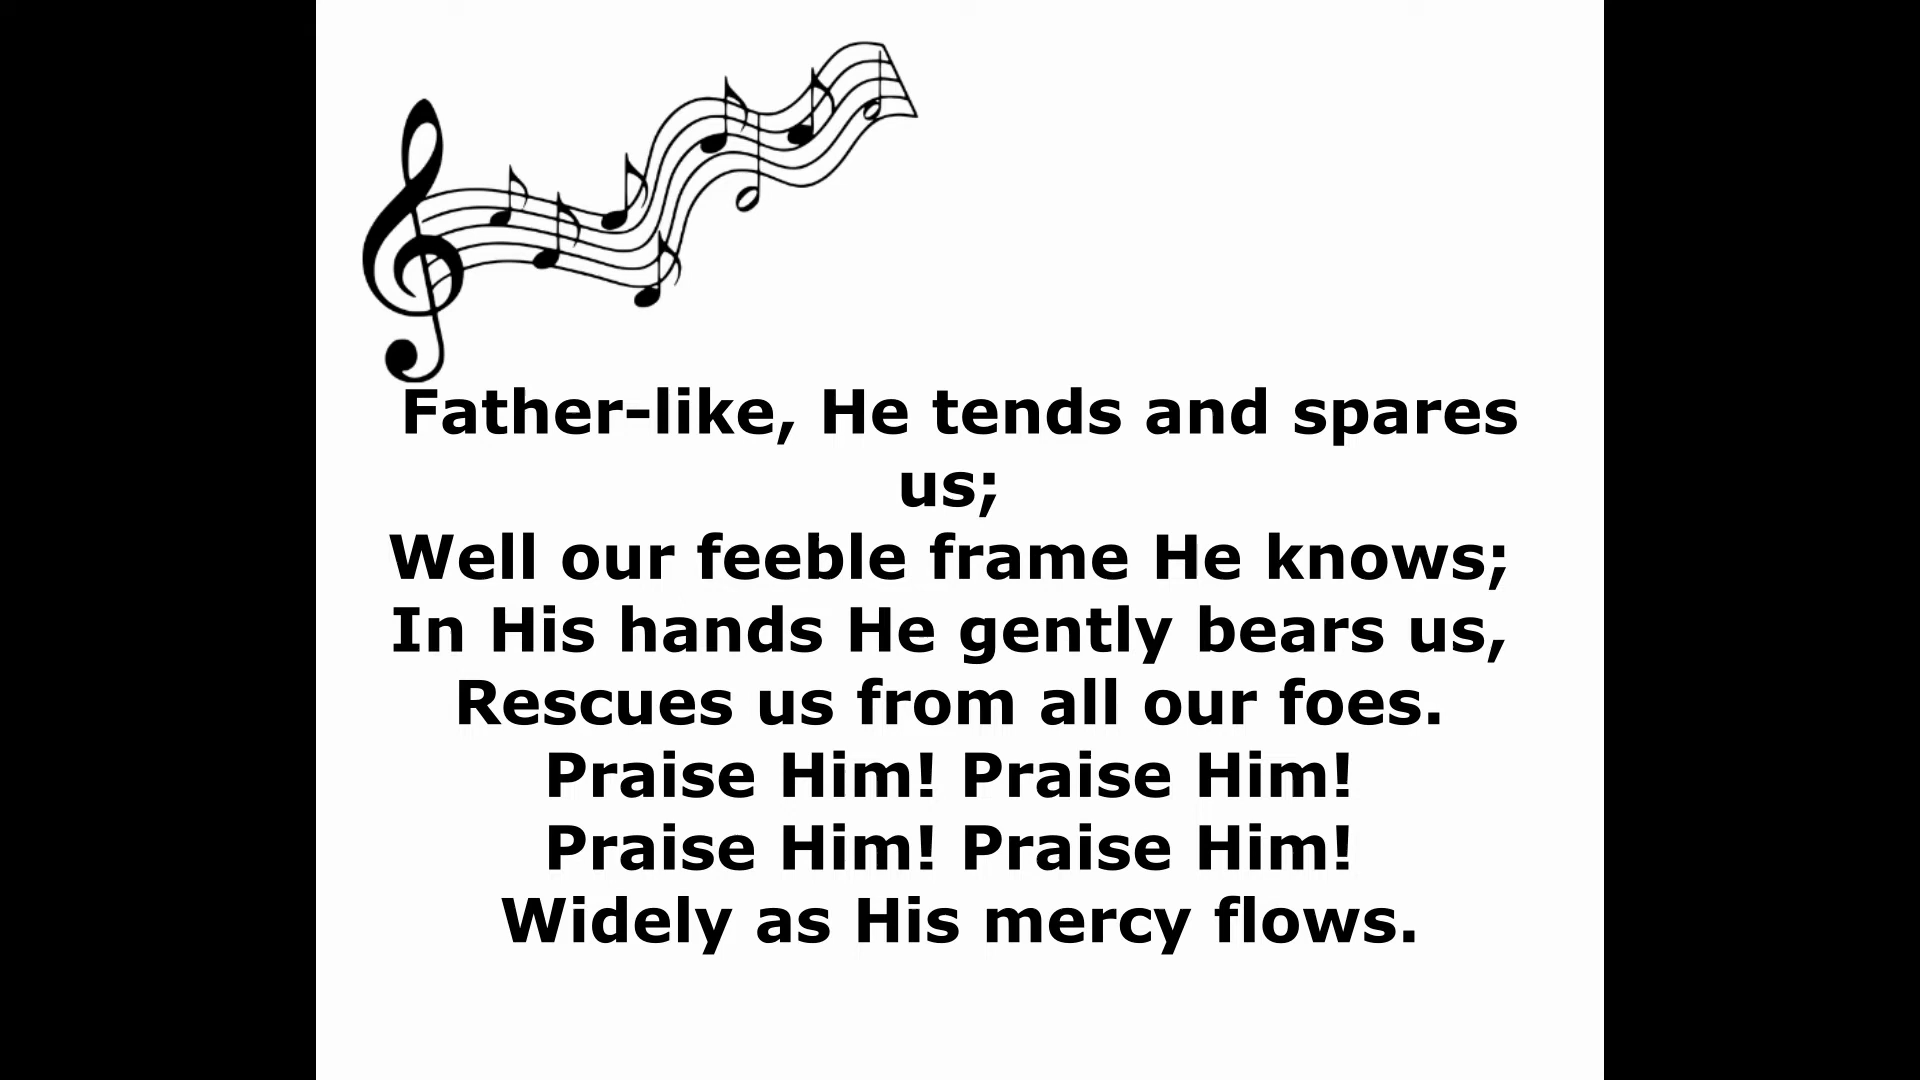 Father-like, He tends and spares
us;
Well our feeble frame He knows;
In His hands He gently bears us,
Rescues us from all our foes.
Praise Him! Praise Him!
Praise Him! Praise Him!
Widely as His mercy flows.